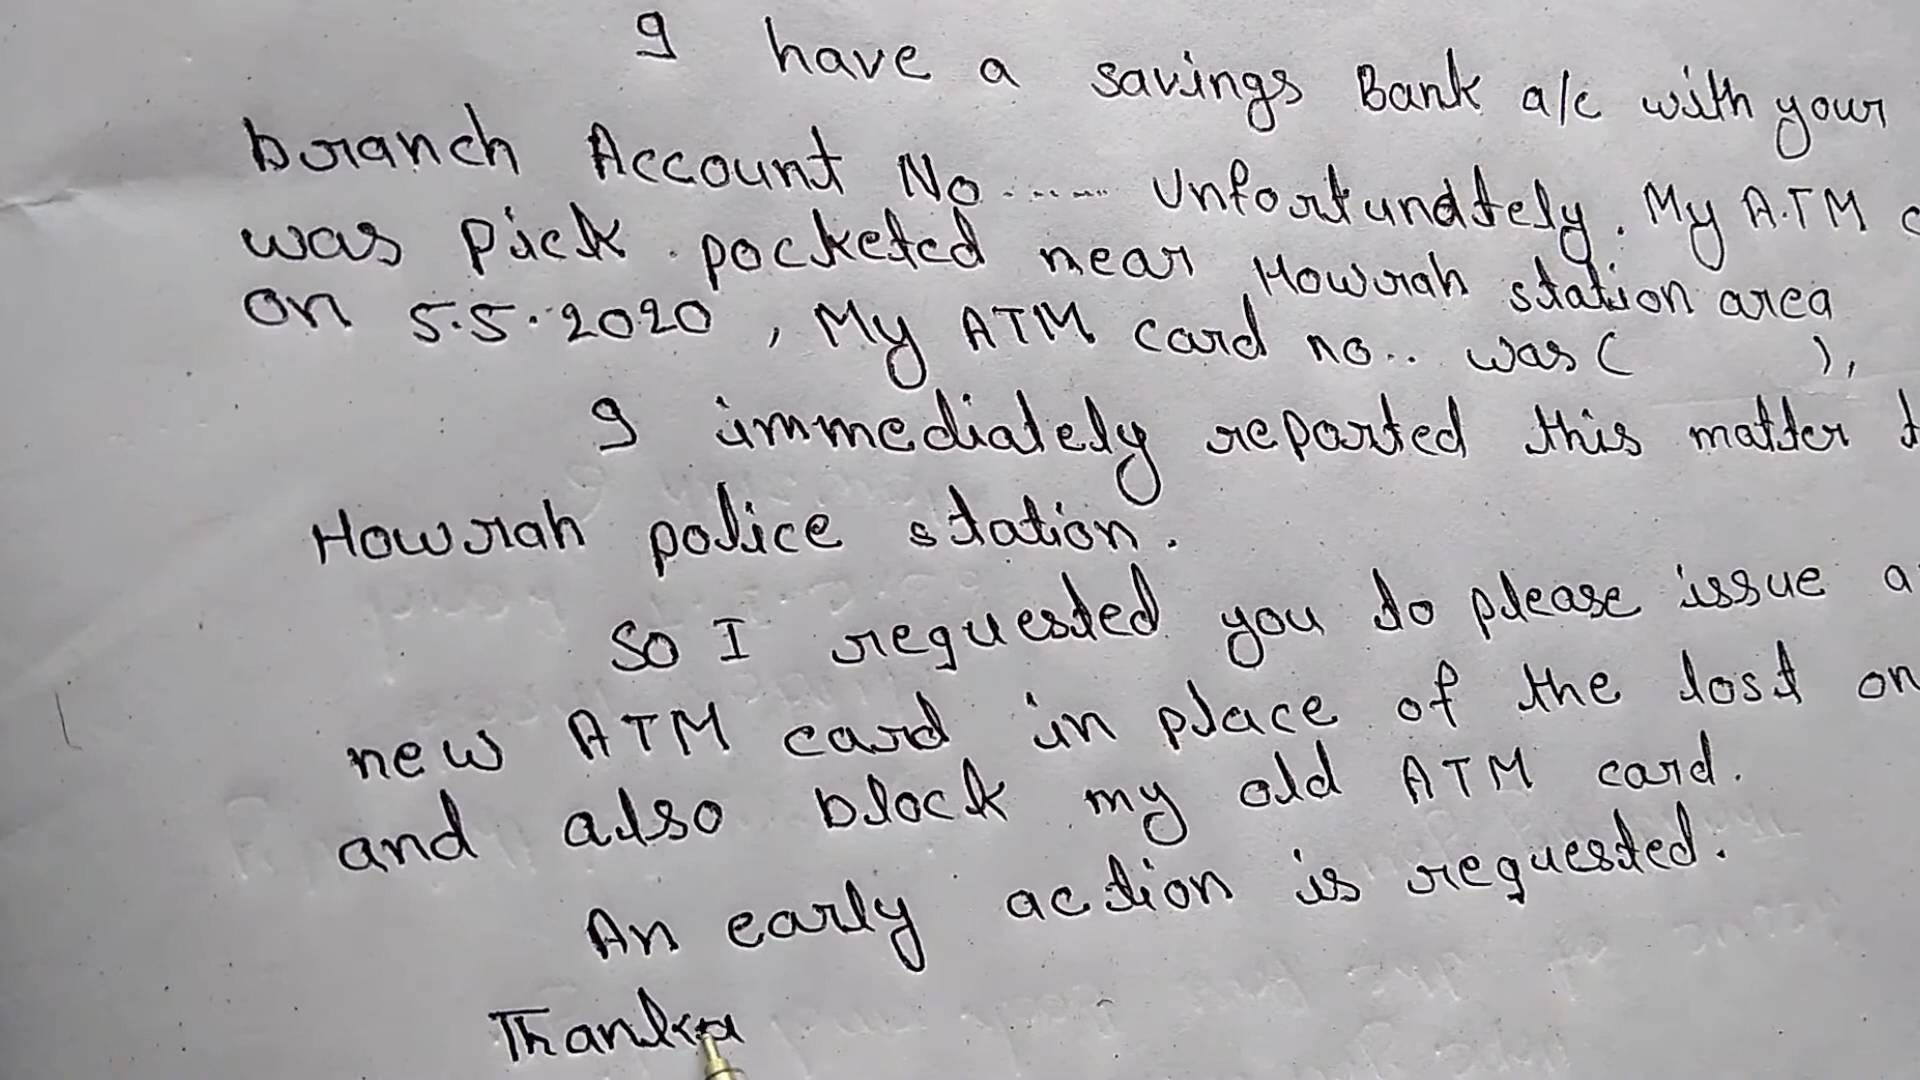 I have a savings Bank a/c with your
branch Account No...... Unfortunately. My A.TM
was pick pocketed near Howrah station area
on 5.5.2020, My ATM card no.. was ( ),
I immediately reported this matter
Howrah police station.
So I requested you to please issue a
new ATM card in place of the lost on
and also block my old ATM card.
An early action is requested.
Thanka